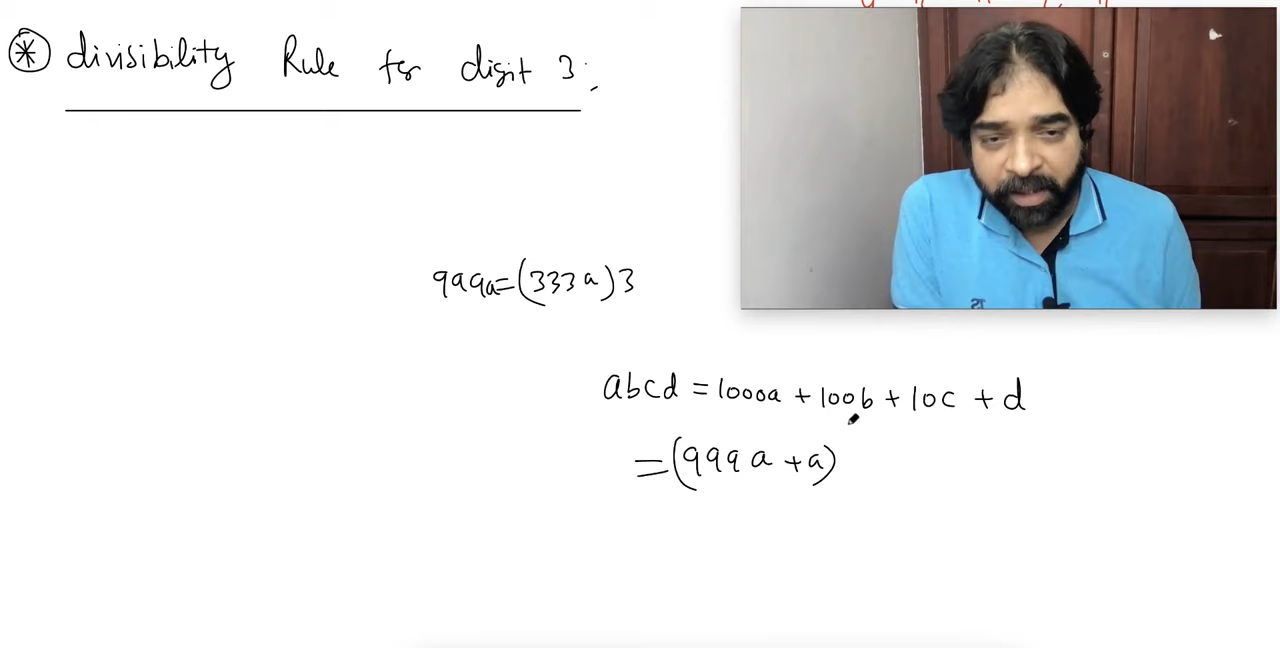 * divisibility Rule for digit 3:
999a=(333a)3
abcd = 1000a + 100b + 10c + d
= (999a + a)